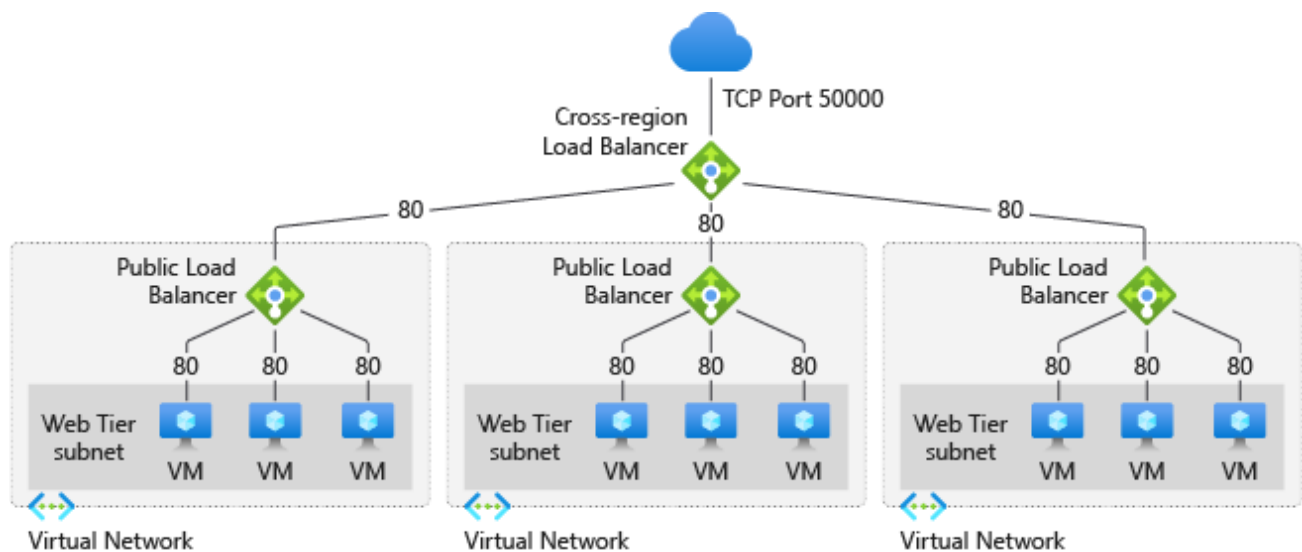 TCP Port 50000
Cross-region
Load Balancer
80
80
80
Public Load
Balancer
80
80
80
Web Tier
subnet
VM
VM
VM
Virtual Network
Public Load
Balancer
80
80
80
Web Tier
subnet
VM
VM
VM
Virtual Network
Public Load
Balancer
80
80
80
Web Tier
subnet
VM
VM
VM
Virtual Network